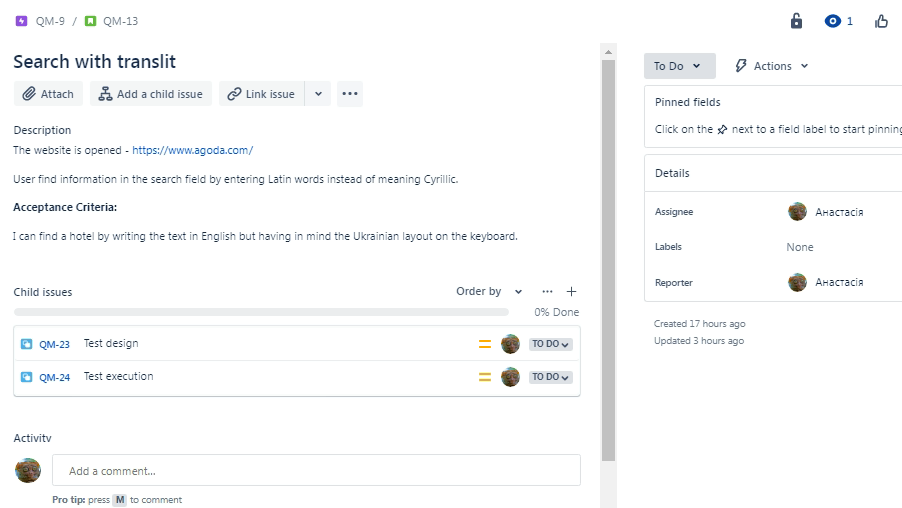 QM-9 / QM-13
1
Search with translit
Attach
Add a child issue
Link issue
To Do
Actions
Pinned fields
Click on the next to a field label to start pinning
Description
The website is opened - https://www.agoda.com/
User find information in the search field by entering Latin words instead of meaning Cyrillic.
Acceptance Criteria:
I can find a hotel by writing the text in English but having in mind the Ukrainian layout on the keyboard.
Details
Assignee
Анастасія
Labels
None
Reporter
Анастасія
Created 17 hours ago
Updated 3 hours ago
Child issues
Order by
0% Done
QM-23 Test design TO DO
QM-24 Test execution TO DO
Activity
Add a comment...
Pro tip: press M to comment